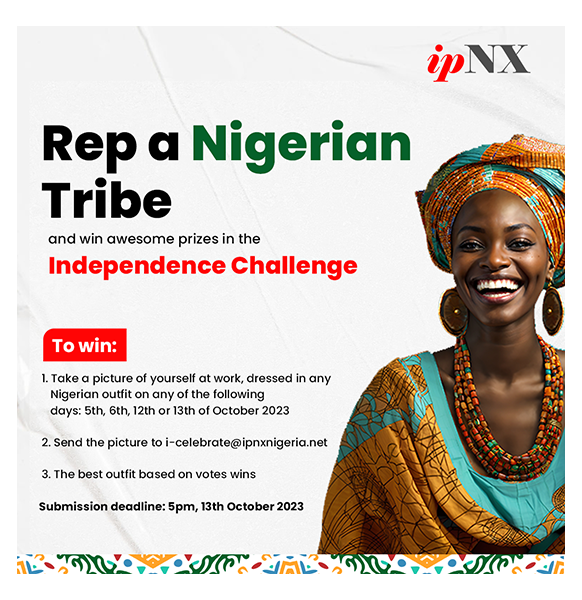 ipNX
Rep a Nigerian
Tribe
and win awesome prizes in the
Independence Challenge
To win:
1. Take a picture of yourself at work, dressed in any
Nigerian outfit on any of the following
days: 5th, 6th, 12th or 13th of October 2023
2. Send the picture to i-celebrate@ipnxnigeria.net
3. The best outfit based on votes wins
Submission deadline: 5pm, 13th October 2023